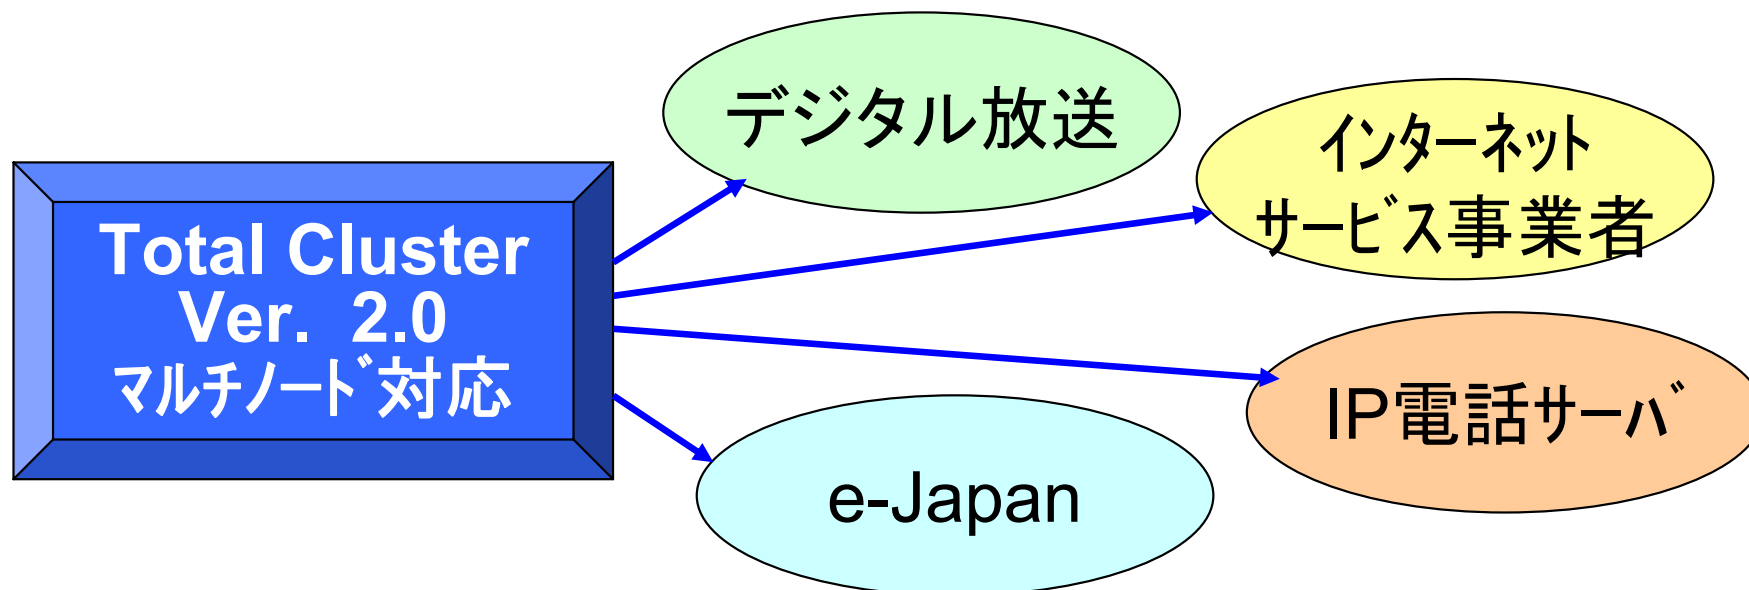 Total Cluster
Ver. 2.0
ﾏﾙﾁﾉｰﾄﾞ対応
デジタル放送
ｲﾝﾀｰﾈｯﾄ
ｻｰﾋﾞｽ事業者
IP電話ｻｰﾊﾞ
e-Japan